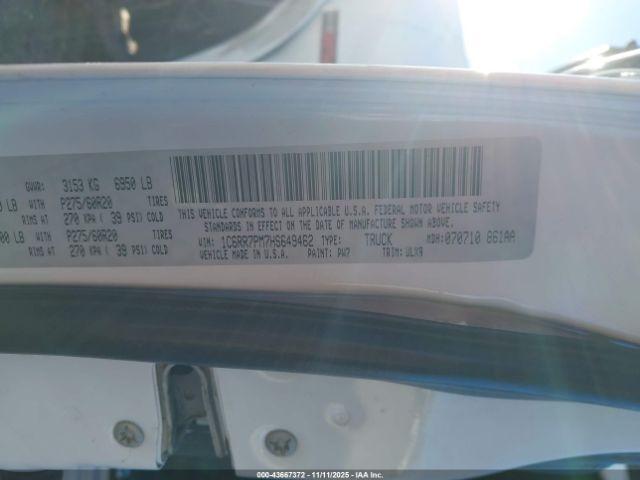 GVWR: 3153 KG 6950 LB
LB WITH P275/60R20 TIRES
RIMS AT 270 KPA ( 39 PSI) COLD
00 LB WITH P275/60R20 TIRES
RIMS AT 270 KPA ( 39 PSI) COLD
THIS VEHICLE CONFORMS TO ALL APPLICABLE U.S.A. FEDERAL MOTOR VEHICLE SAFETY
STANDARDS IN EFFECT ON THE DATE OF MANUFACTURE SHOWN ABOVE.
VIN: 1C6RR7PM7HS649462 TYPE: TRUCK MDH:070710 861AA
VEHICLE MADE IN U.S.A. PAINT: PW7 TRIM: VLX9
000-43667372 - 11/11/2025 - IAA Inc.